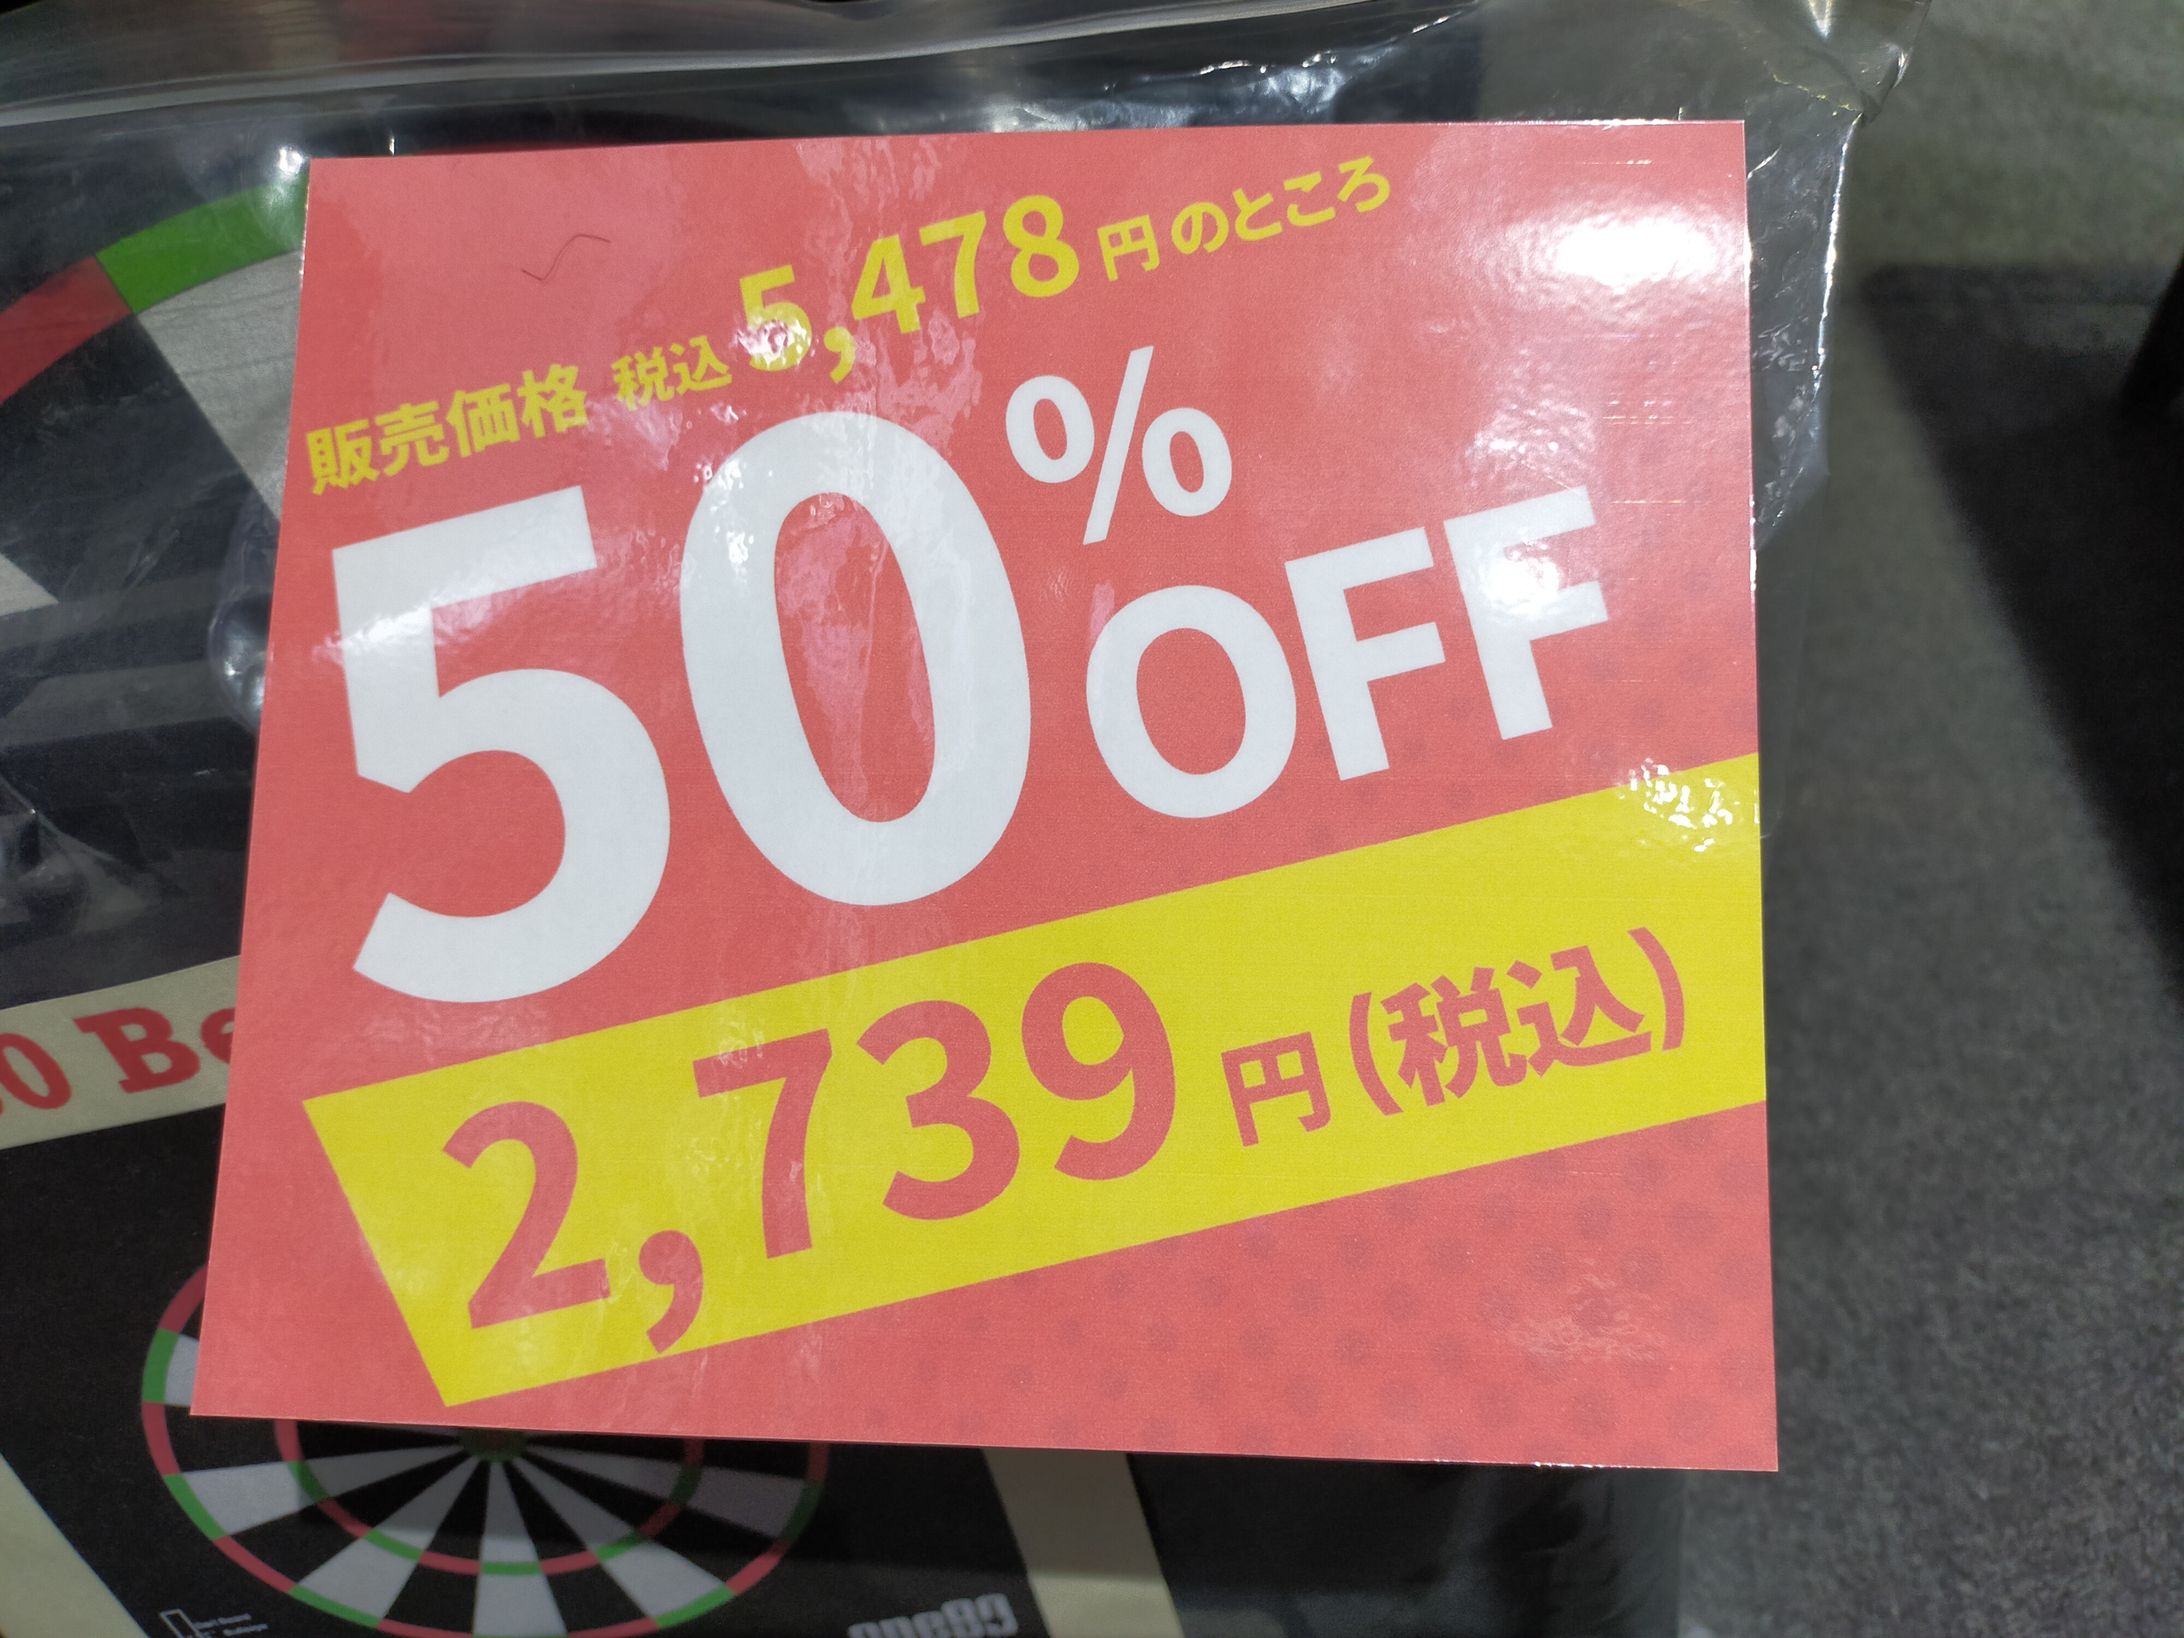 販売価格 税込 5,478 円 のところ
50% OFF
2,739 円 (税込)
one80